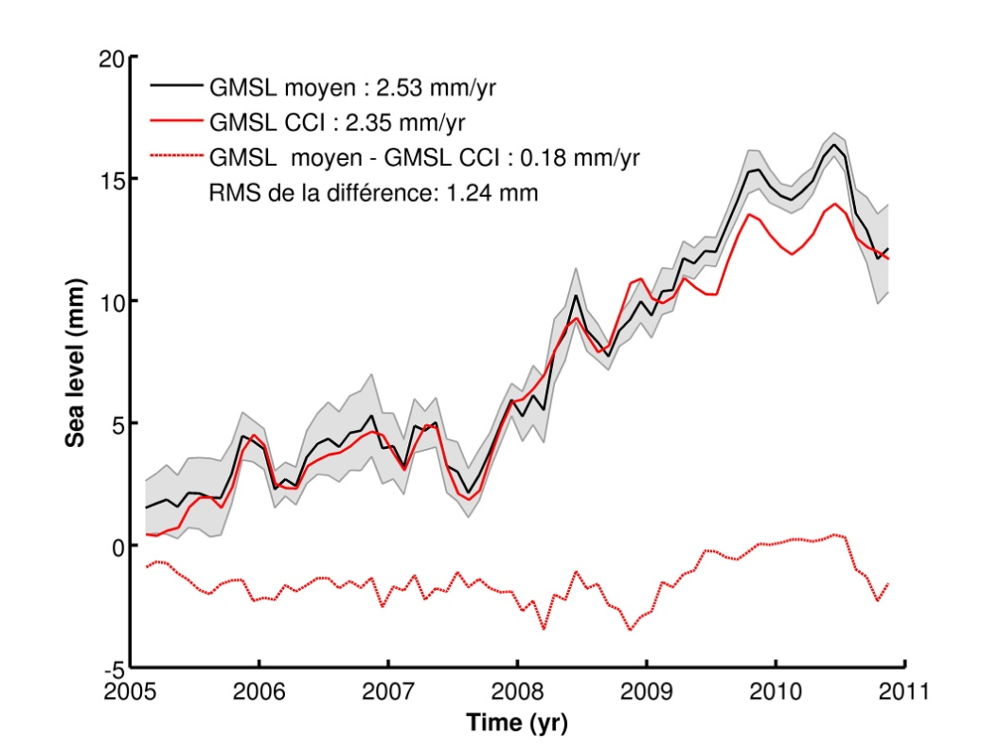 20
GMSL moyen : 2.53 mm/yr
GMSL CCI : 2.35 mm/yr
GMSL  moyen - GMSL CCI : 0.18 mm/yr
RMS de la différence: 1.24 mm
15
10
5
0
-5
Sea level (mm)
2005 2006 2007 2008 2009 2010 2011
Time (yr)